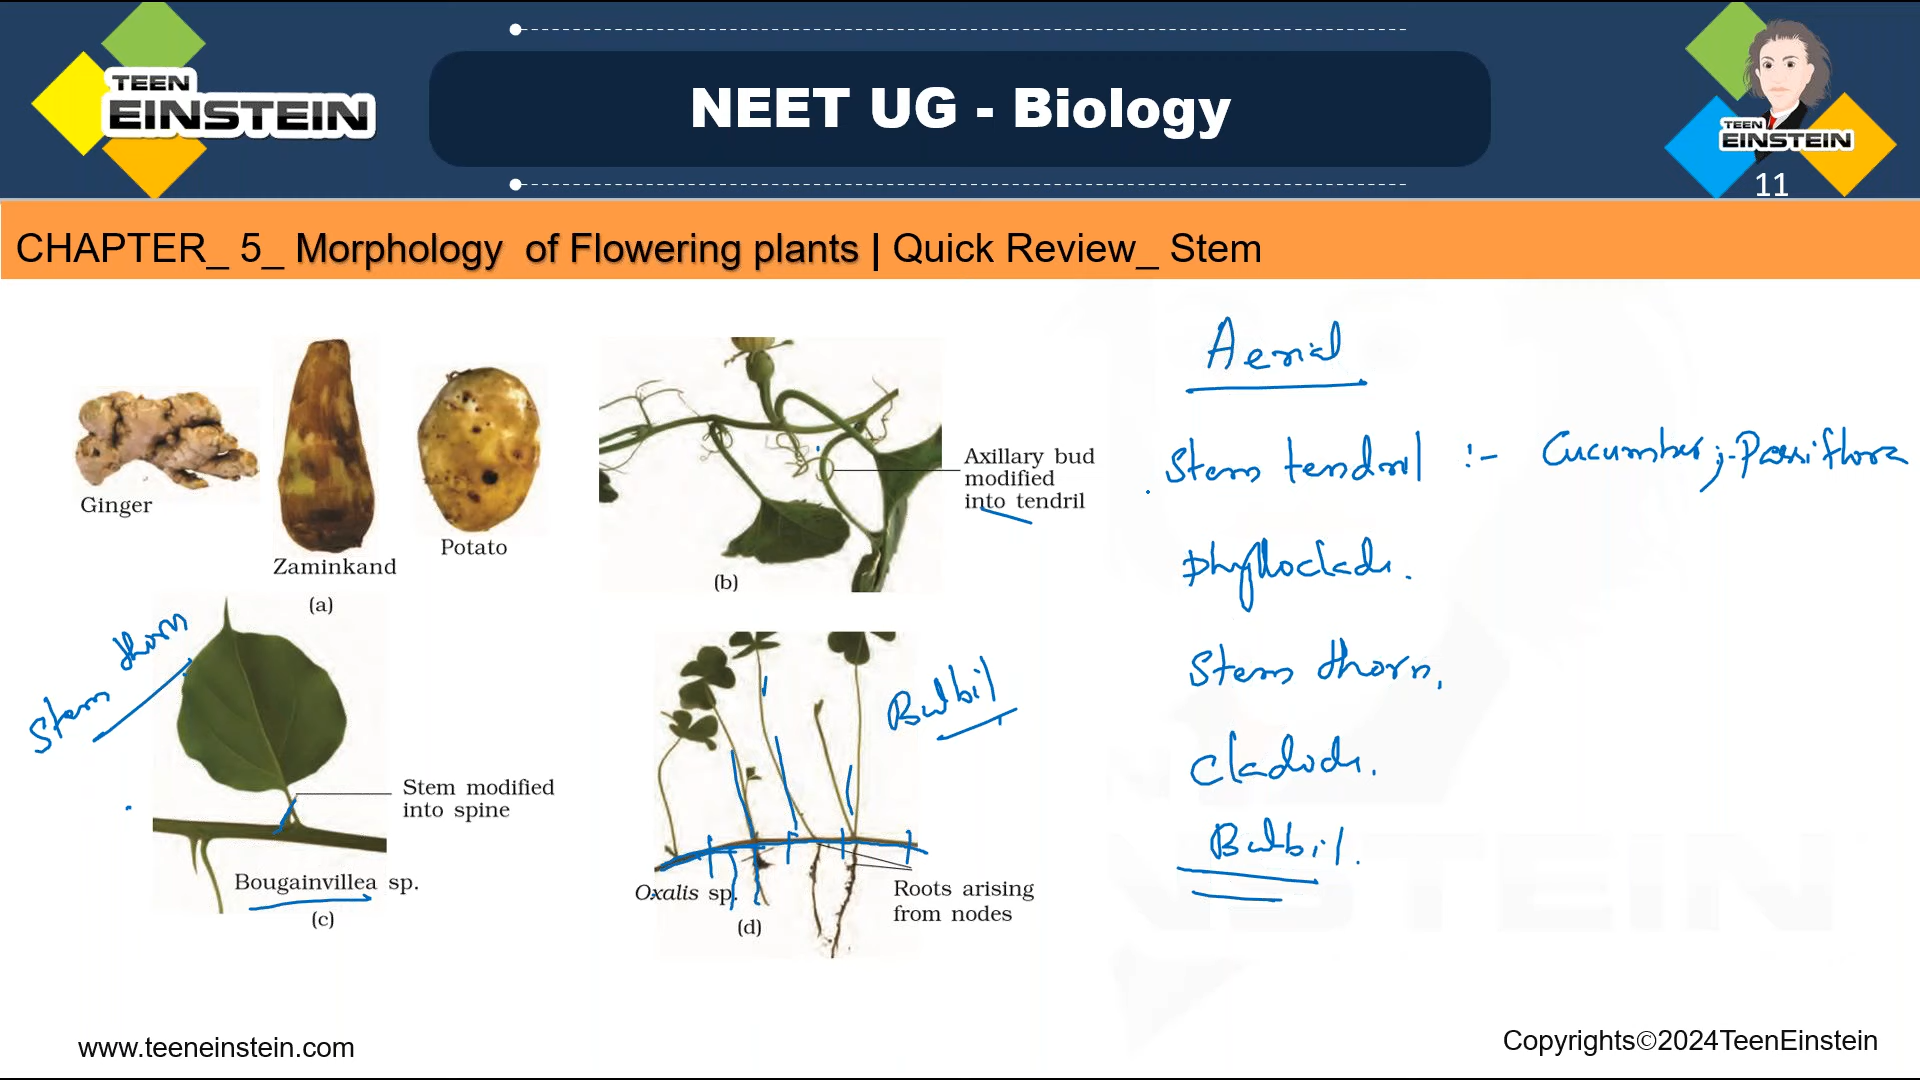 TEEN
EINSTEIN
NEET UG - Biology
TEEN
EINSTEIN
11
CHAPTER_ 5_ Morphology of Flowering plants | Quick Review_ Stem
Ginger
Zaminkand
Potato
(a)
Axillary bud
modified
into tendril
(b)
Stem thorn
Stem modified
into spine
Bougainvillea sp.
(c)
Bulbil
Oxalis sp.
Roots arising
from nodes
(d)
Aerial
Stem tendril :- Cucumber ; Passiflora
Phylloclade.
Stem thorn,
Cladode.
Bulbil.
www.teeneinstein.com
Copyrights©2024TeenEinstein